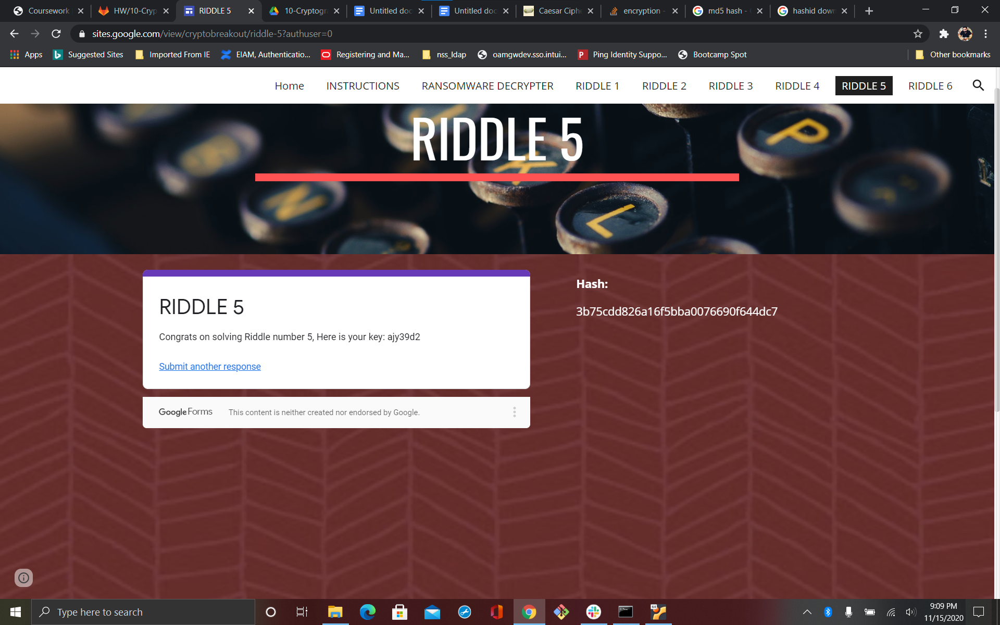 Coursework
HW/10-Cryp
RIDDLE 5
10-Cryptogra
Untitled doc
Untitled doc
Caesar Ciphe
encryption -
md5 hash -
hashid down
sites.google.com/view/cryptobreakout/riddle-5?authuser=0
Apps
Suggested Sites
Imported From IE
EIAM, Authenticatio...
Registering and Ma...
nss_ldap
oamgwdev.sso.intui...
Ping Identity Suppo...
Bootcamp Spot
Other bookmarks
Home
INSTRUCTIONS
RANSOMWARE DECRYPTER
RIDDLE 1
RIDDLE 2
RIDDLE 3
RIDDLE 4
RIDDLE 5
RIDDLE 6
RIDDLE 5
P
N
L
K
RIDDLE 5
Congrats on solving Riddle number 5, Here is your key: ajy39d2
Submit another response
Google Forms
This content is neither created nor endorsed by Google.
Hash:
3b75cdd826a16f5bba0076690f644dc7
Type here to search
64
9:09 PM
11/15/2020